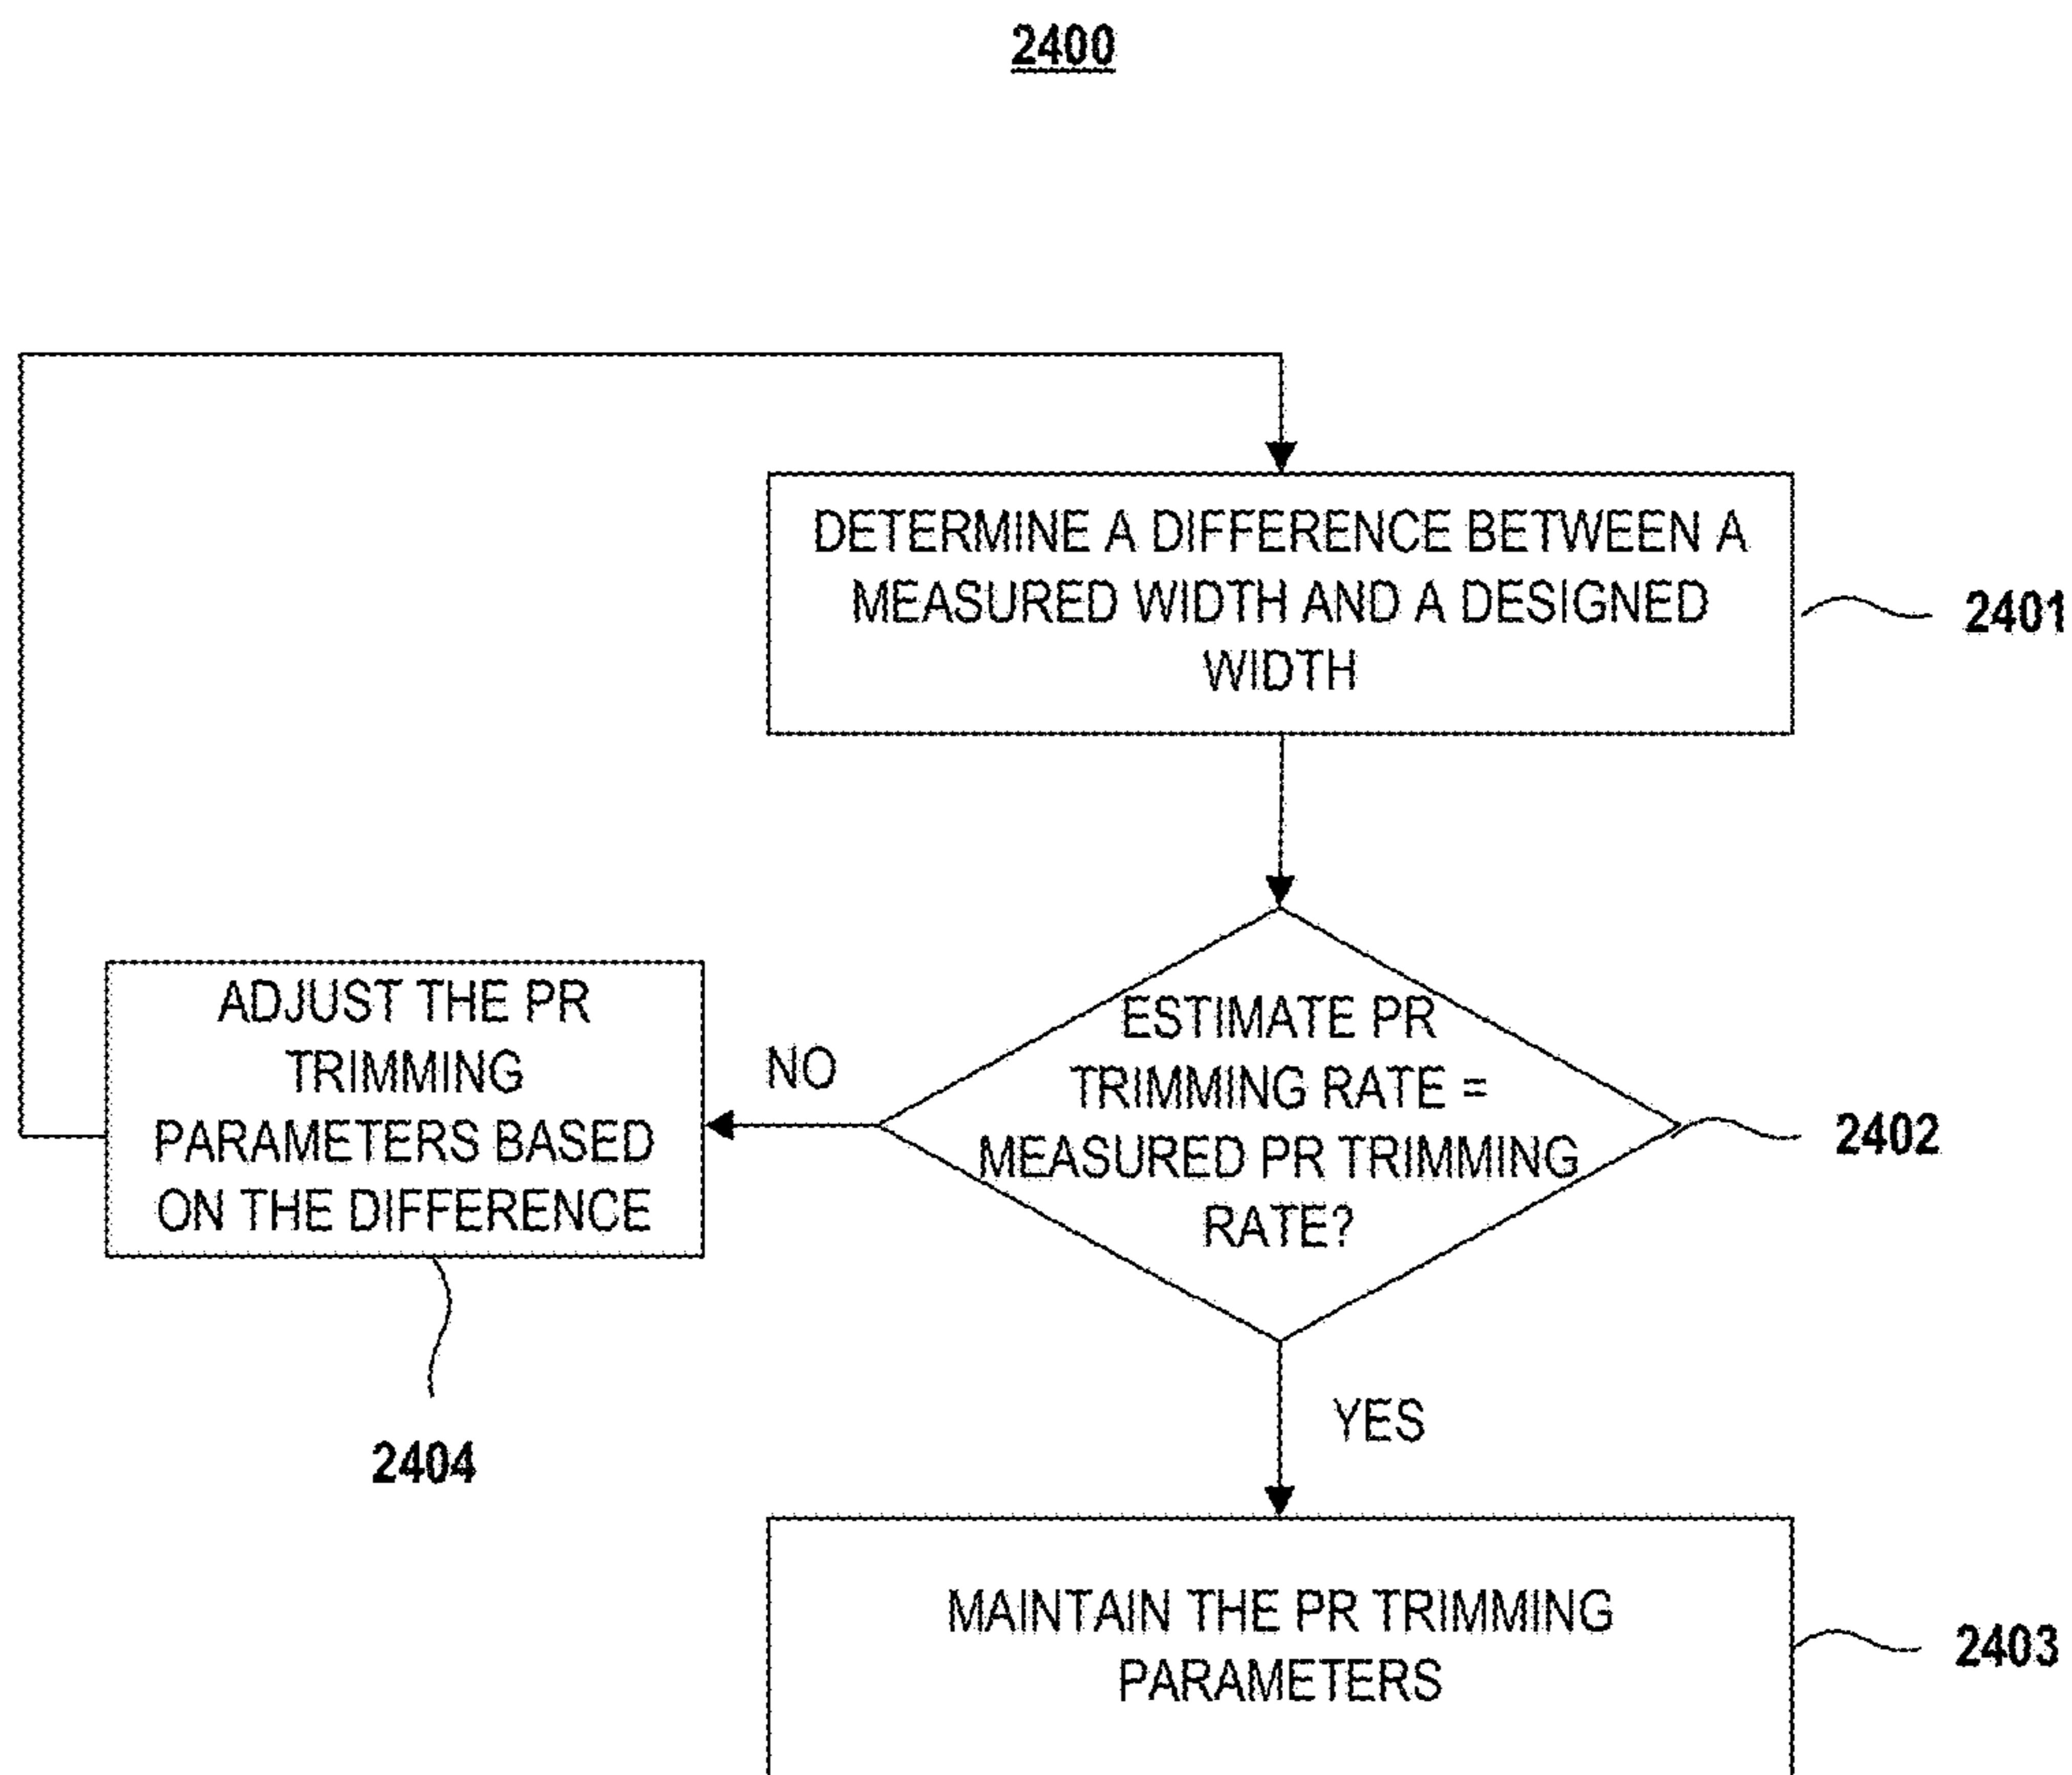 2400
DETERMINE A DIFFERENCE BETWEEN A
MEASURED WIDTH AND A DESIGNED
WIDTH
2401
ESTIMATE PR
TRIMMING RATE =
MEASURED PR TRIMMING
RATE?
2402
NO
ADJUST THE PR
TRIMMING
PARAMETERS BASED
ON THE DIFFERENCE
2404
YES
MAINTAIN THE PR TRIMMING
PARAMETERS
2403